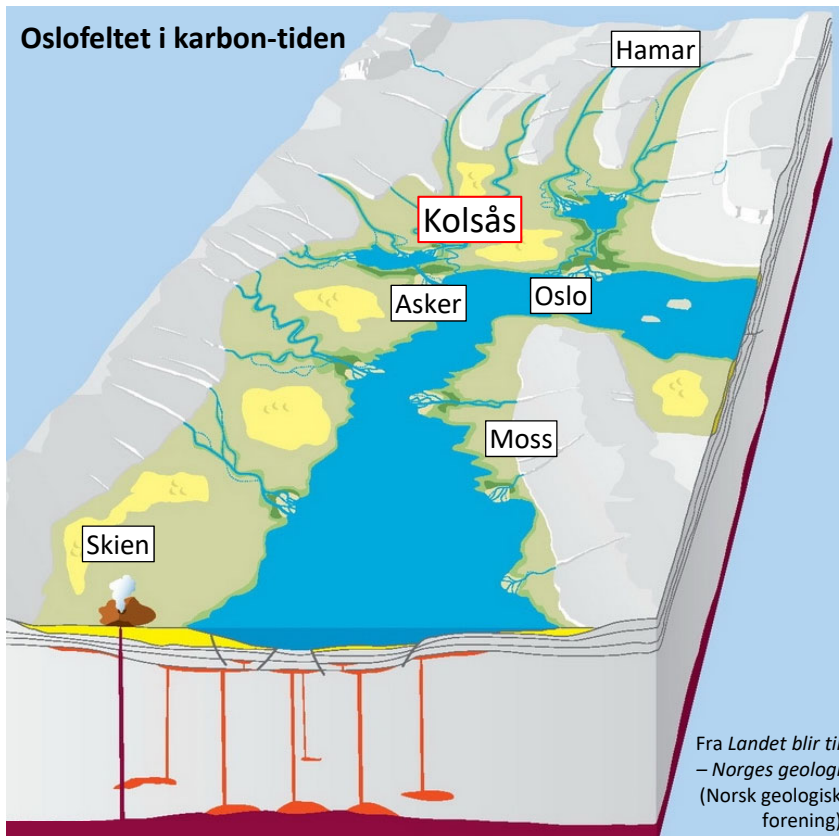 Oslofeltet i karbon-tiden
Hamar
Kolsås
Asker
Oslo
Moss
Skien
Fra Landet blir til
– Norges geologi
(Norsk geologisk
forening)